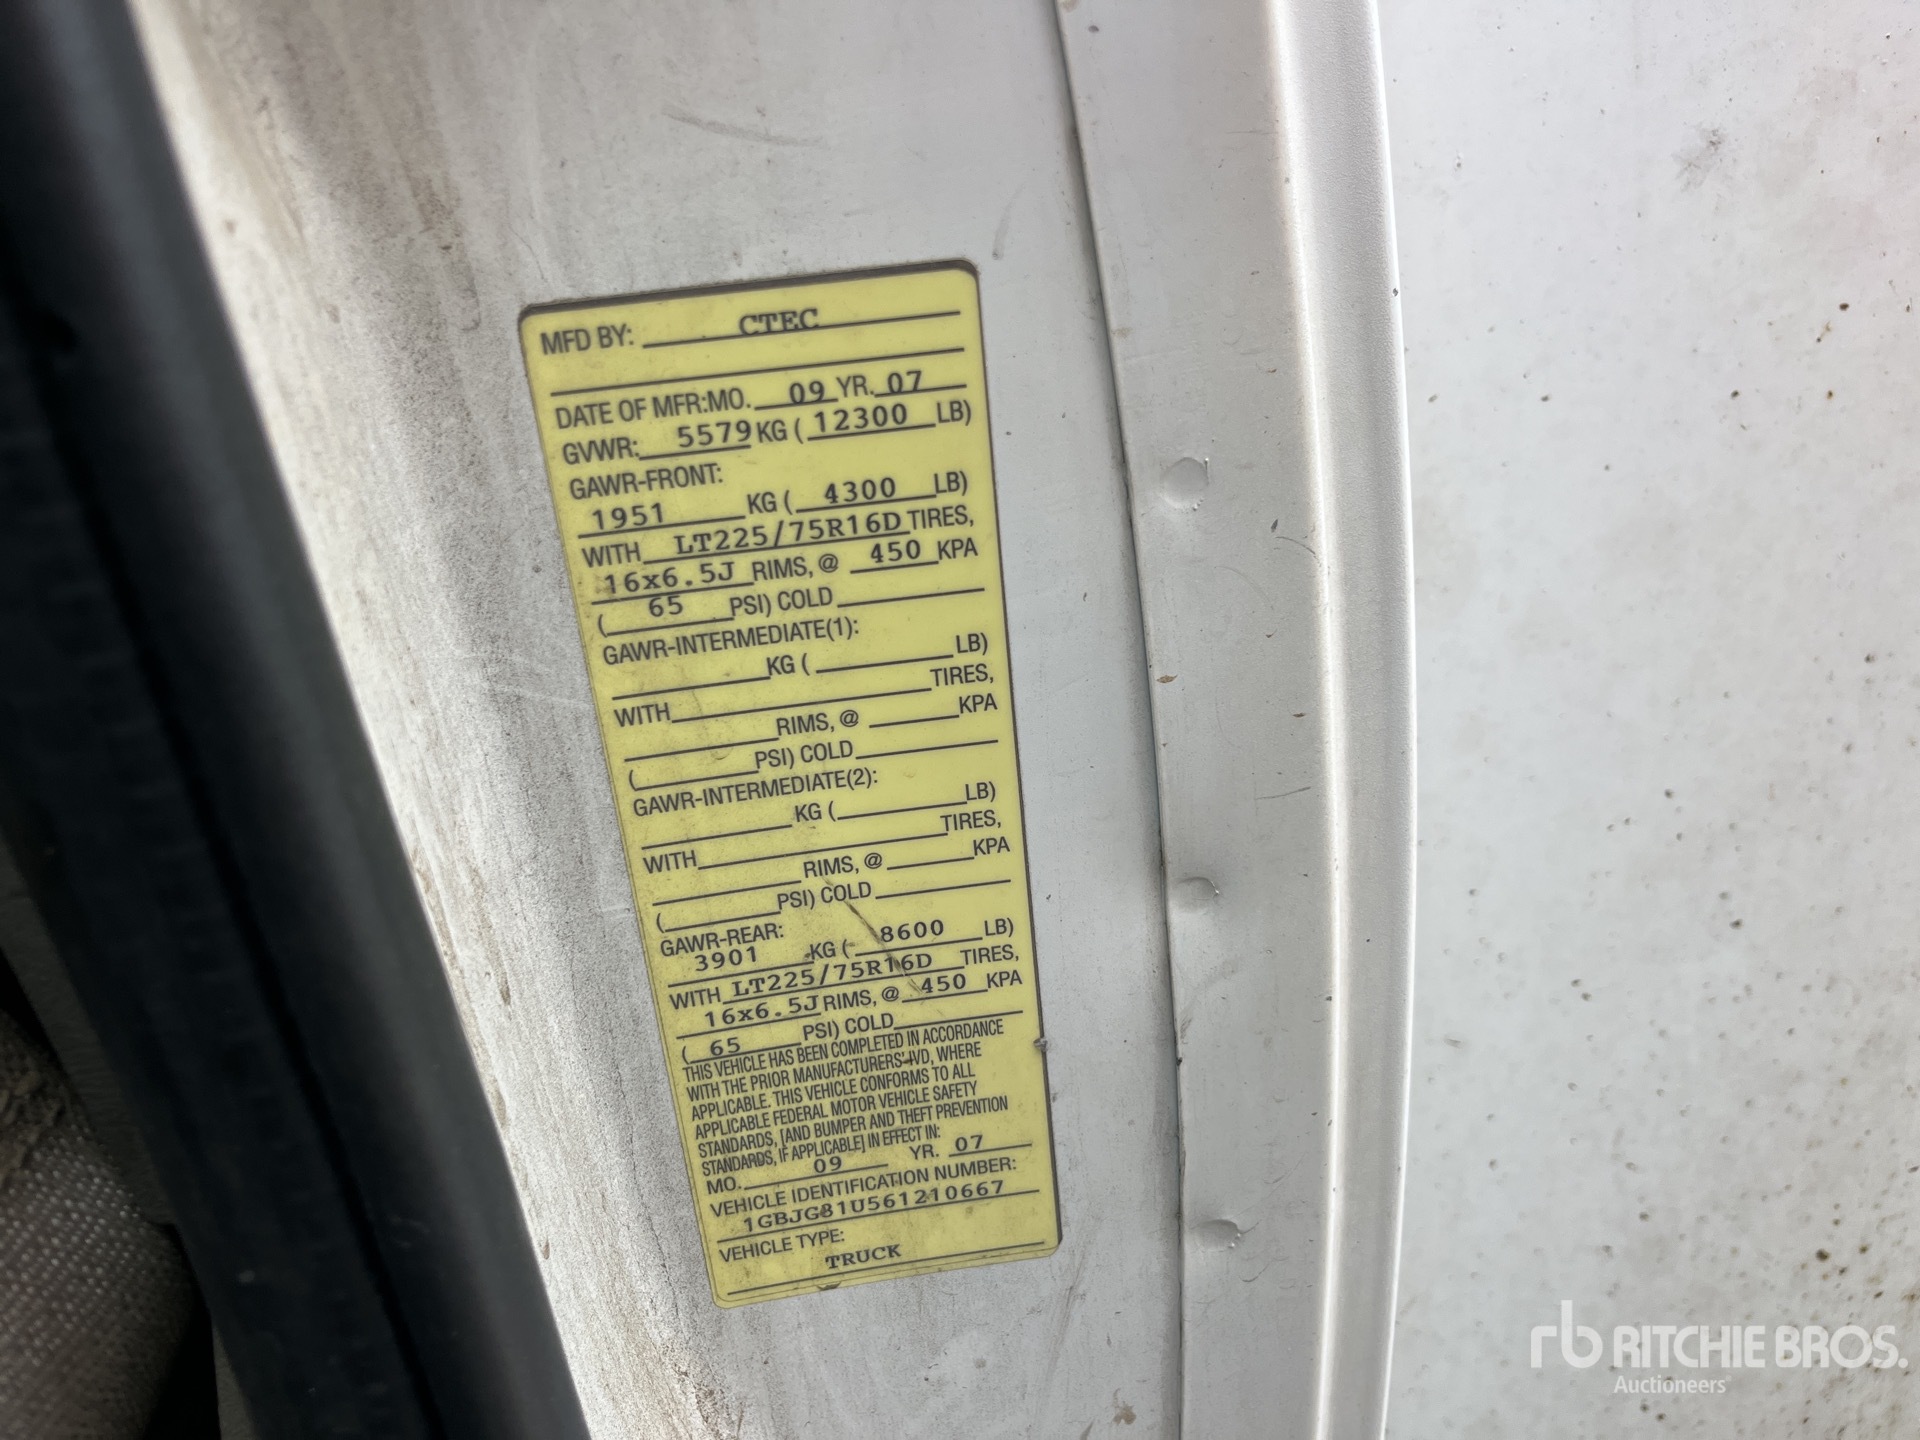 MFD BY: CTEC
DATE OF MFR:MO. 09 YR. 07
GVWR: 5579 KG ( 12300 LB)
GAWR-FRONT:
1951 KG ( 4300 LB)
WITH LT225/75R16D TIRES,
16x6.5J RIMS, @ 450 KPA
( 65 PSI) COLD
GAWR-INTERMEDIATE(1):
KG ( LB)
WITH TIRES,
RIMS, @ KPA
( PSI) COLD
GAWR-INTERMEDIATE(2):
KG ( LB)
WITH TIRES,
RIMS, @ KPA
( PSI) COLD
GAWR-REAR:
3901 KG ( 8600 LB)
WITH LT225/75R16D TIRES,
16x6.5J RIMS, @ 450 KPA
( 65 PSI) COLD
THIS VEHICLE HAS BEEN COMPLETED IN ACCORDANCE
WITH THE PRIOR MANUFACTURERS' IVD, WHERE
APPLICABLE. THIS VEHICLE CONFORMS TO ALL
APPLICABLE FEDERAL MOTOR VEHICLE SAFETY
STANDARDS, [AND BUMPER AND THEFT PREVENTION
STANDARDS, IF APPLICABLE] IN EFFECT IN:
MO. 09 YR. 07
VEHICLE IDENTIFICATION NUMBER:
1GBJG81U561210667
VEHICLE TYPE:
TRUCK
rb RITCHIE BROS.
Auctioneers